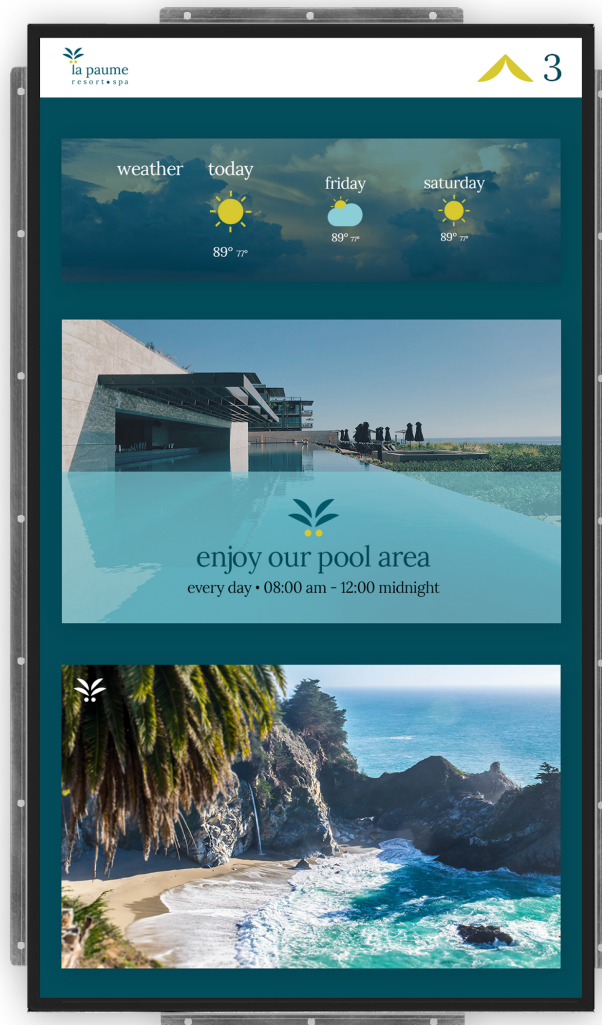 la paume
resort•spa
3
weather today
friday
saturday
89° 77°
89° 77°
89° 77°
enjoy our pool area
every day • 08:00 am - 12:00 midnight